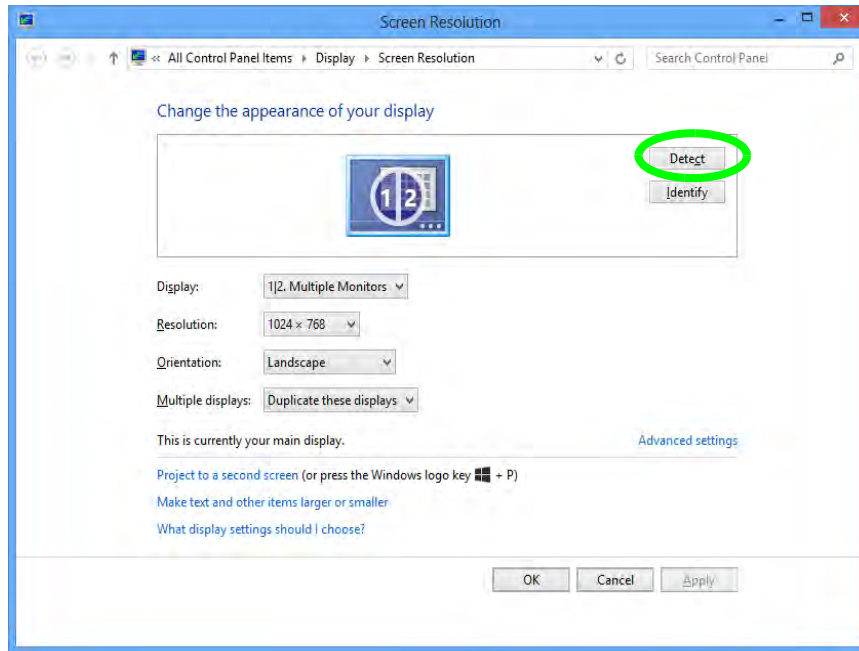 Screen Resolution
« All Control Panel Items Display Screen Resolution Search Control Panel
Change the appearance of your display
1 2
Detect
Identify
Display: 1|2. Multiple Monitors
Resolution: 1024 × 768
Orientation: Landscape
Multiple displays: Duplicate these displays
This is currently your main display. Advanced settings
Project to a second screen (or press the Windows logo key + P)
Make text and other items larger or smaller
What display settings should I choose?
OK Cancel Apply